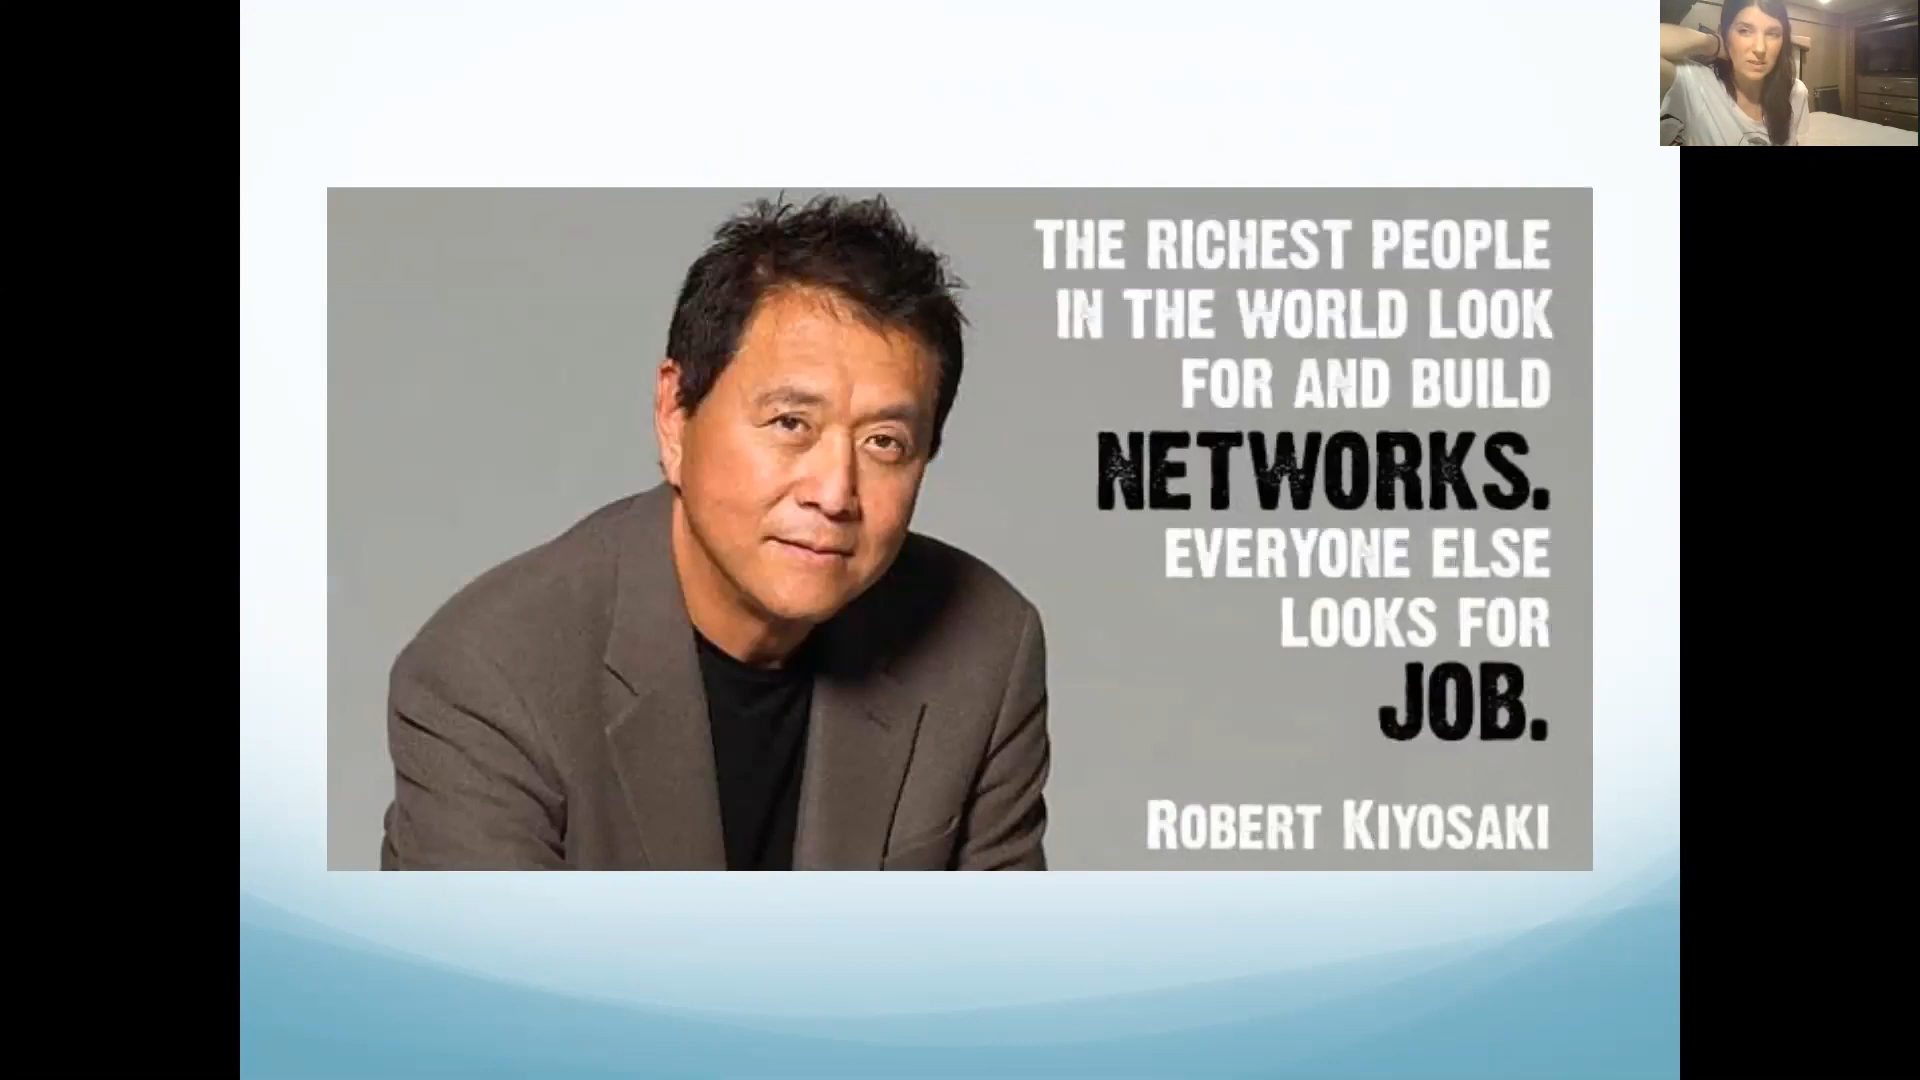 THE RICHEST PEOPLE
IN THE WORLD LOOK
FOR AND BUILD
NETWORKS.
EVERYONE ELSE
LOOKS FOR
JOB.
ROBERT KIYOSAKI